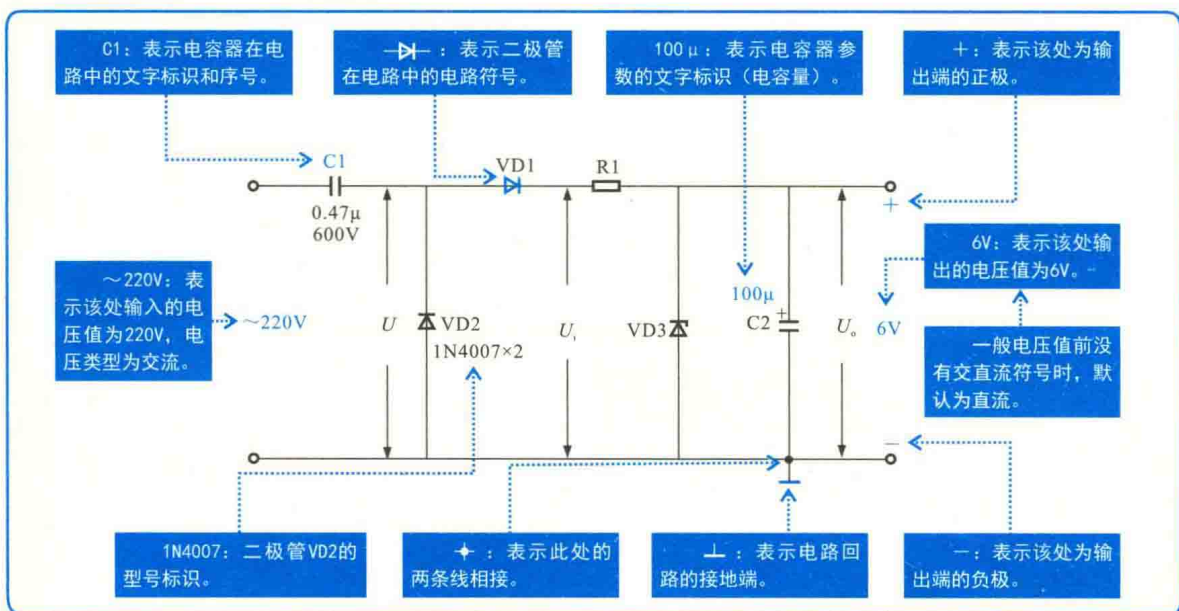 C1：表示电容器在电
路中的文字标识和序号。
：表示二极管
在电路中的电路符号。
100μ：表示电容器参
数的文字标识（电容量）。
＋：表示该处为输
出端的正极。
C1
VD1
R1
0.47μ
600V
＋
～220V：表
示该处输入的电
压值为220V，电
压类型为交流。
～220V
U
VD2
1N4007×2
Ui
VD3
100μ
C2
+
Uo
6V
6V：表示该处输
出的电压值为6V。
一般电压值前没
有交直流符号时，默
认为直流。
－
1N4007：二极管VD2的
型号标识。
：表示此处的
两条线相接。
⊥：表示电路回
路的接地端。
－：表示该处为输
出端的负极。